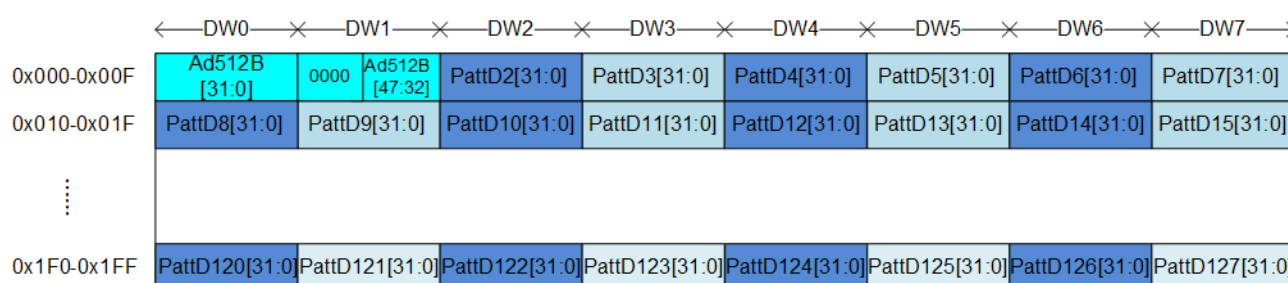 DW0 DW1 DW2 DW3 DW4 DW5 DW6 DW7
0x000-0x00F Ad512B [31:0] 0000 Ad512B [47:32] PattD2[31:0] PattD3[31:0] PattD4[31:0] PattD5[31:0] PattD6[31:0] PattD7[31:0]
0x010-0x01F PattD8[31:0] PattD9[31:0] PattD10[31:0] PattD11[31:0] PattD12[31:0] PattD13[31:0] PattD14[31:0] PattD15[31:0]
0x1F0-0x1FF PattD120[31:0] PattD121[31:0] PattD122[31:0] PattD123[31:0] PattD124[31:0] PattD125[31:0] PattD126[31:0] PattD127[31:0